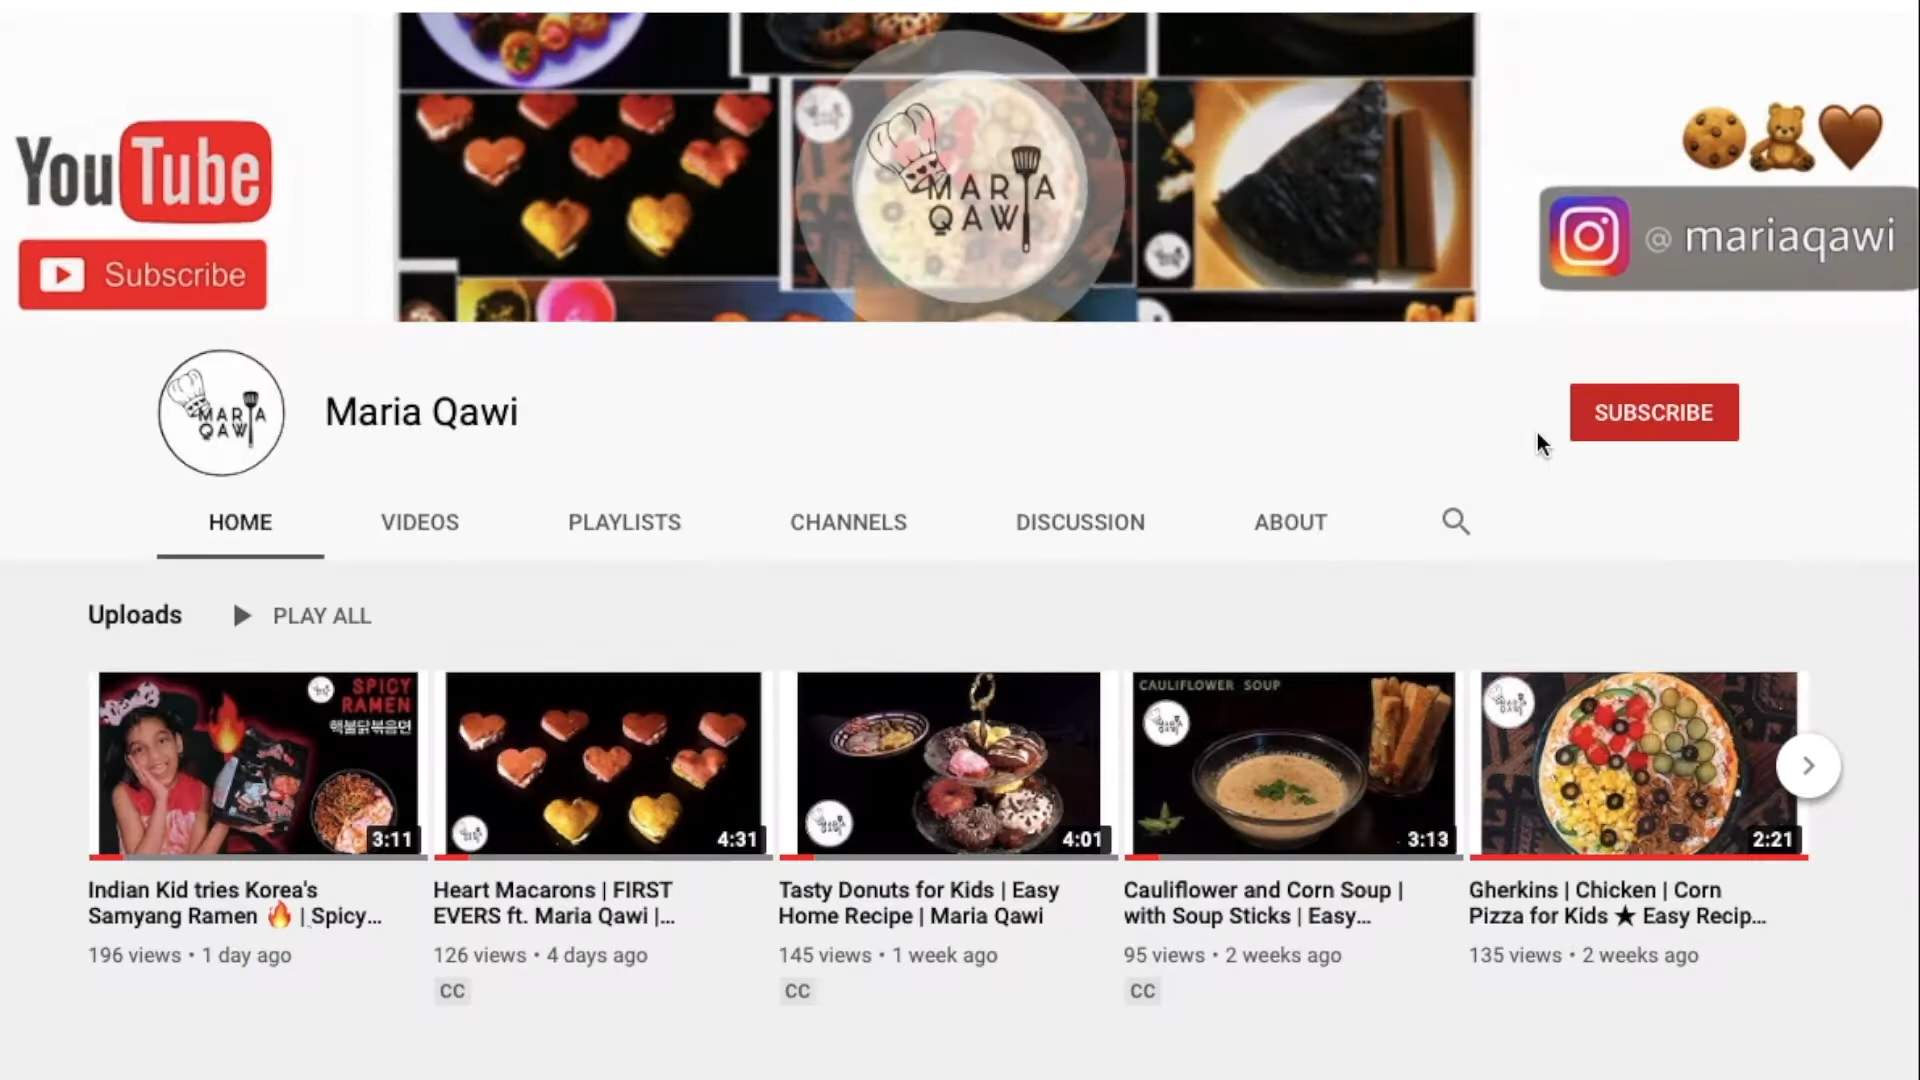 YouTube
Subscribe
MARIA
QAWI
@ mariaqawi
MARIA
QAWI
Maria Qawi
SUBSCRIBE
HOME VIDEOS PLAYLISTS CHANNELS DISCUSSION ABOUT
Uploads PLAY ALL
SPICY
RAMEN
핵불닭볶음면
3:11
4:31
4:01
CAULIFLOWER SOUP
3:13
2:21
Indian Kid tries Korea's
Samyang Ramen 🔥 | Spicy...
196 views • 1 day ago
Heart Macarons | FIRST
EVERS ft. Maria Qawi |...
126 views • 4 days ago
CC
Tasty Donuts for Kids | Easy
Home Recipe | Maria Qawi
145 views • 1 week ago
CC
Cauliflower and Corn Soup |
with Soup Sticks | Easy...
95 views • 2 weeks ago
CC
Gherkins | Chicken | Corn
Pizza for Kids ★ Easy Recip...
135 views • 2 weeks ago